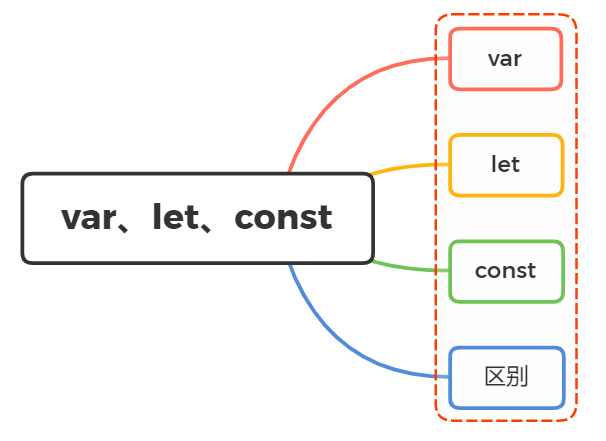 var、let、const
var
let
const
区别